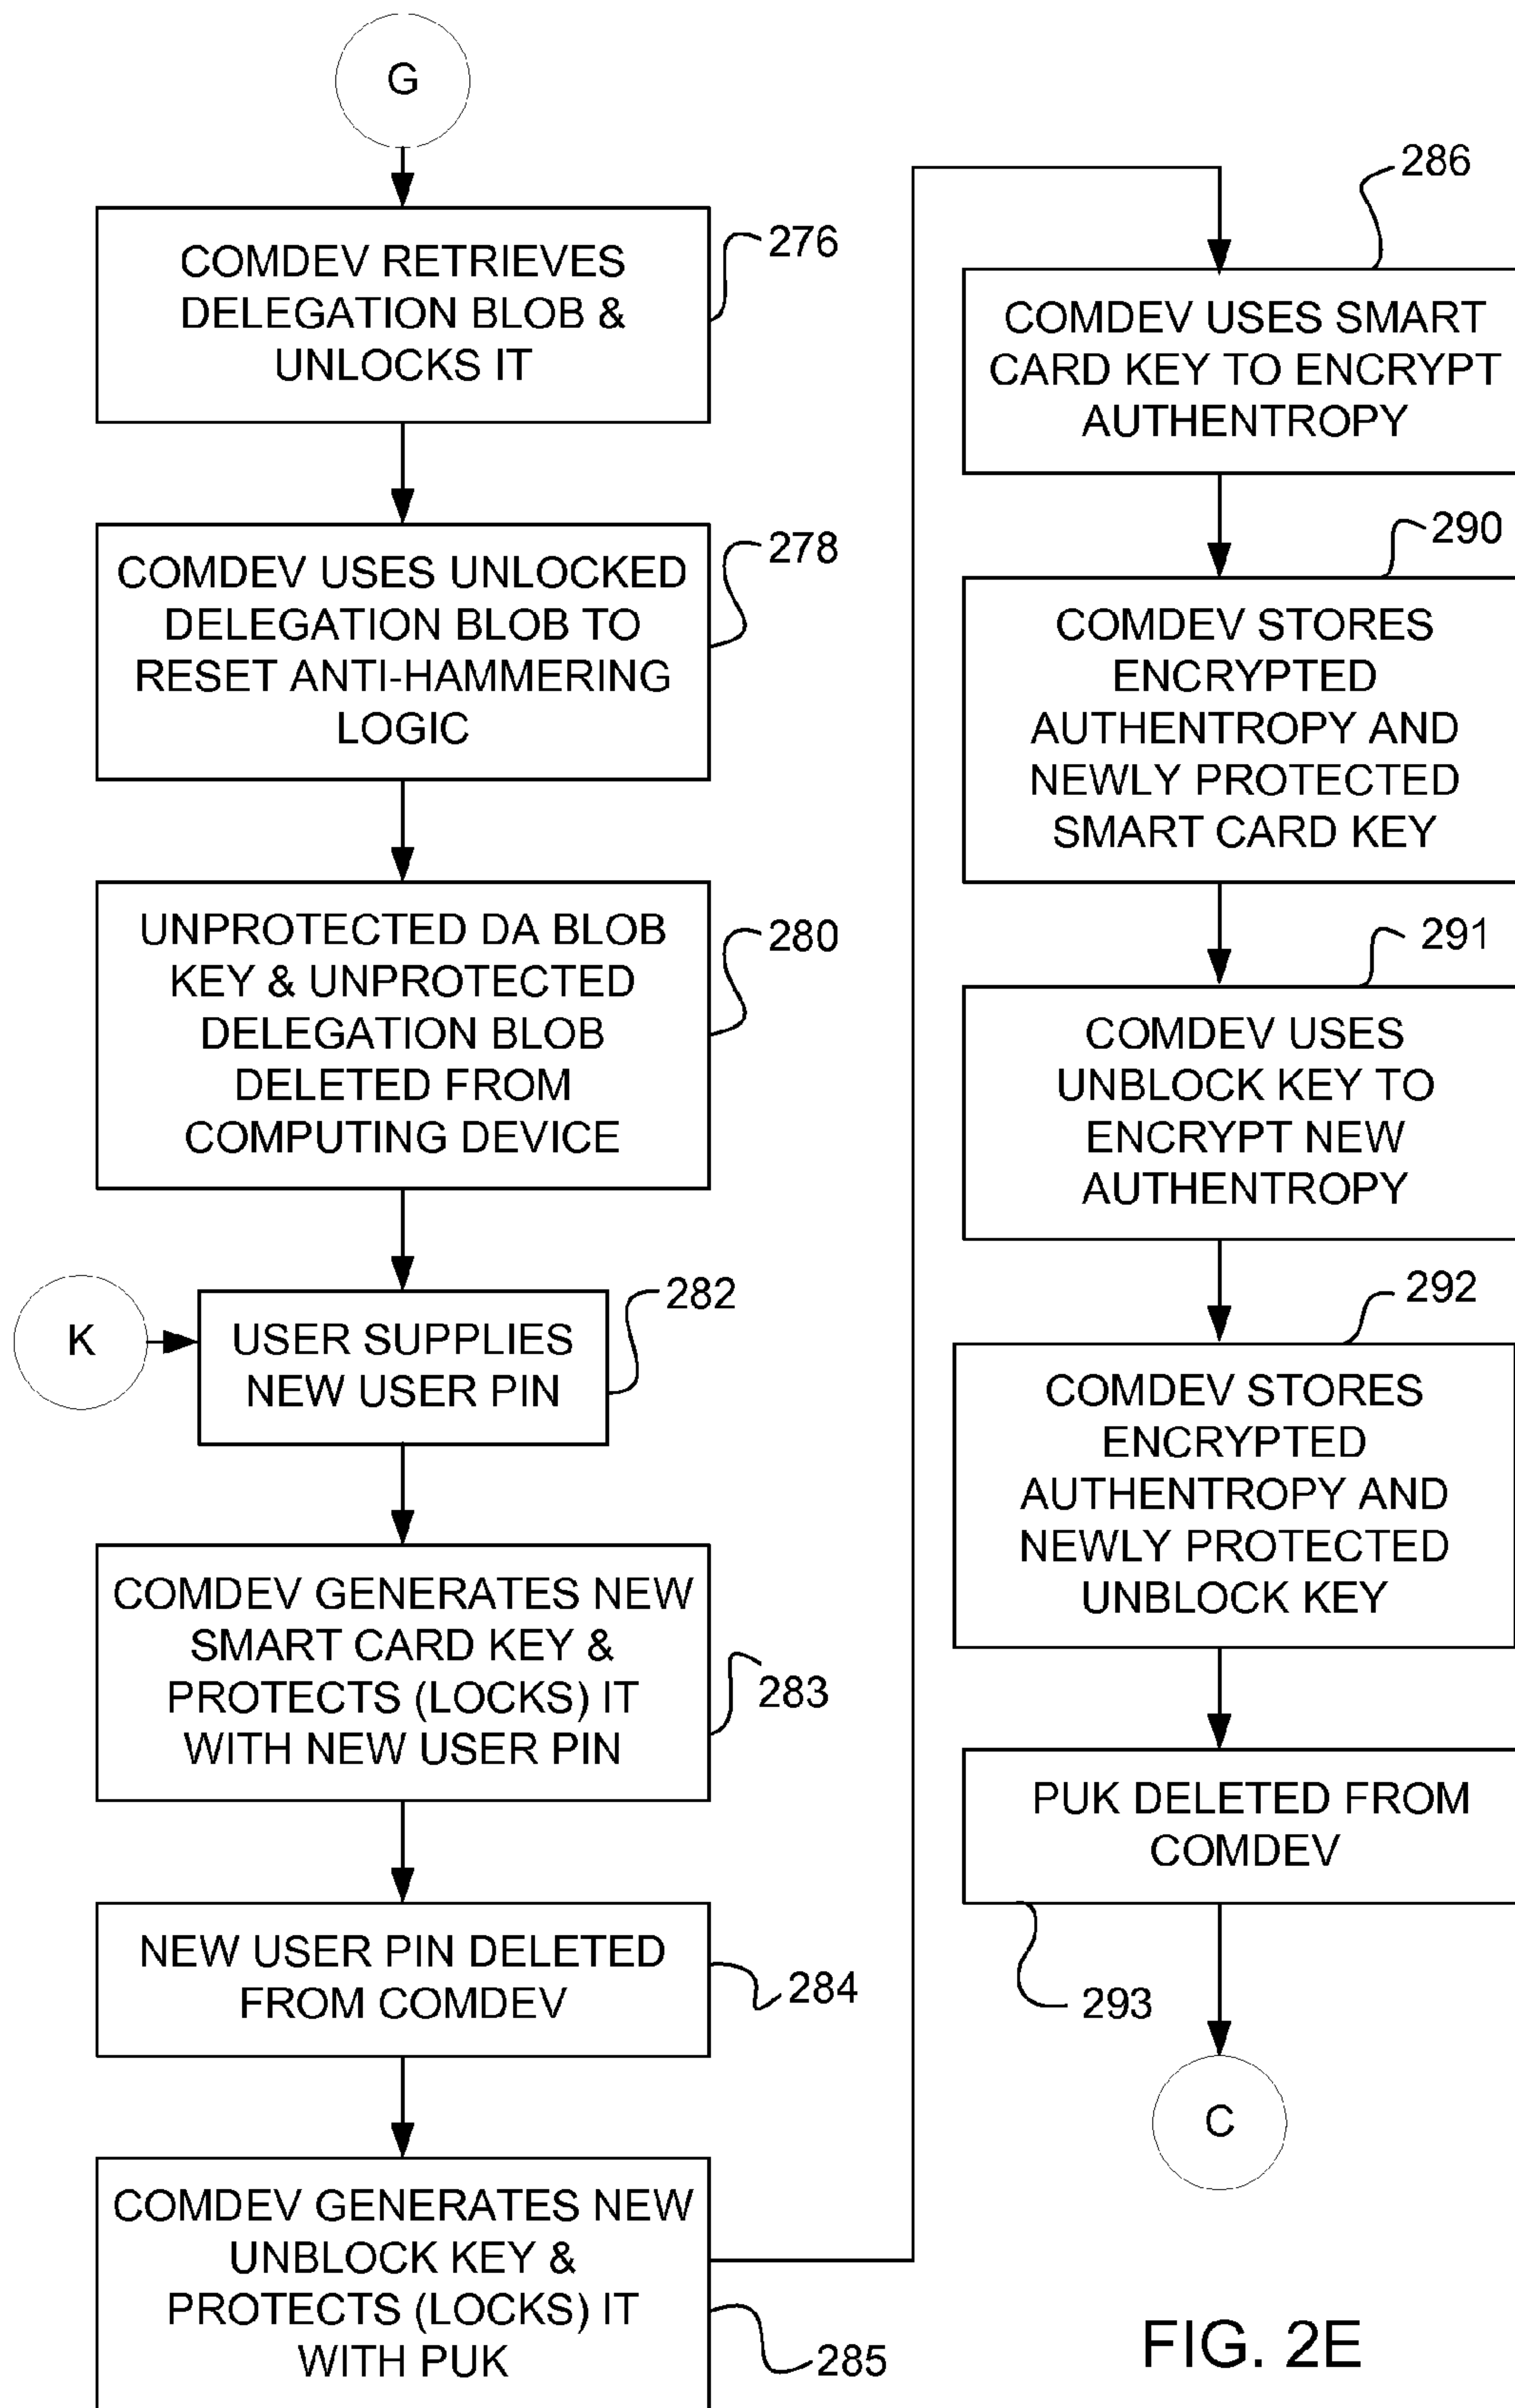 G
COMDEV RETRIEVES
DELEGATION BLOB &
UNLOCKS IT
276
COMDEV USES UNLOCKED
DELEGATION BLOB TO
RESET ANTI-HAMMERING
LOGIC
278
UNPROTECTED DA BLOB
KEY & UNPROTECTED
DELEGATION BLOB
DELETED FROM
COMPUTING DEVICE
280
K
USER SUPPLIES
NEW USER PIN
282
COMDEV GENERATES NEW
SMART CARD KEY &
PROTECTS (LOCKS) IT
WITH NEW USER PIN
283
NEW USER PIN DELETED
FROM COMDEV
284
COMDEV GENERATES NEW
UNBLOCK KEY &
PROTECTS (LOCKS) IT
WITH PUK
285
286
COMDEV USES SMART
CARD KEY TO ENCRYPT
AUTHENTROPY
290
COMDEV STORES
ENCRYPTED
AUTHENTROPY AND
NEWLY PROTECTED
SMART CARD KEY
291
COMDEV USES
UNBLOCK KEY TO
ENCRYPT NEW
AUTHENTROPY
292
COMDEV STORES
ENCRYPTED
AUTHENTROPY AND
NEWLY PROTECTED
UNBLOCK KEY
PUK DELETED FROM
COMDEV
293
C
FIG. 2E